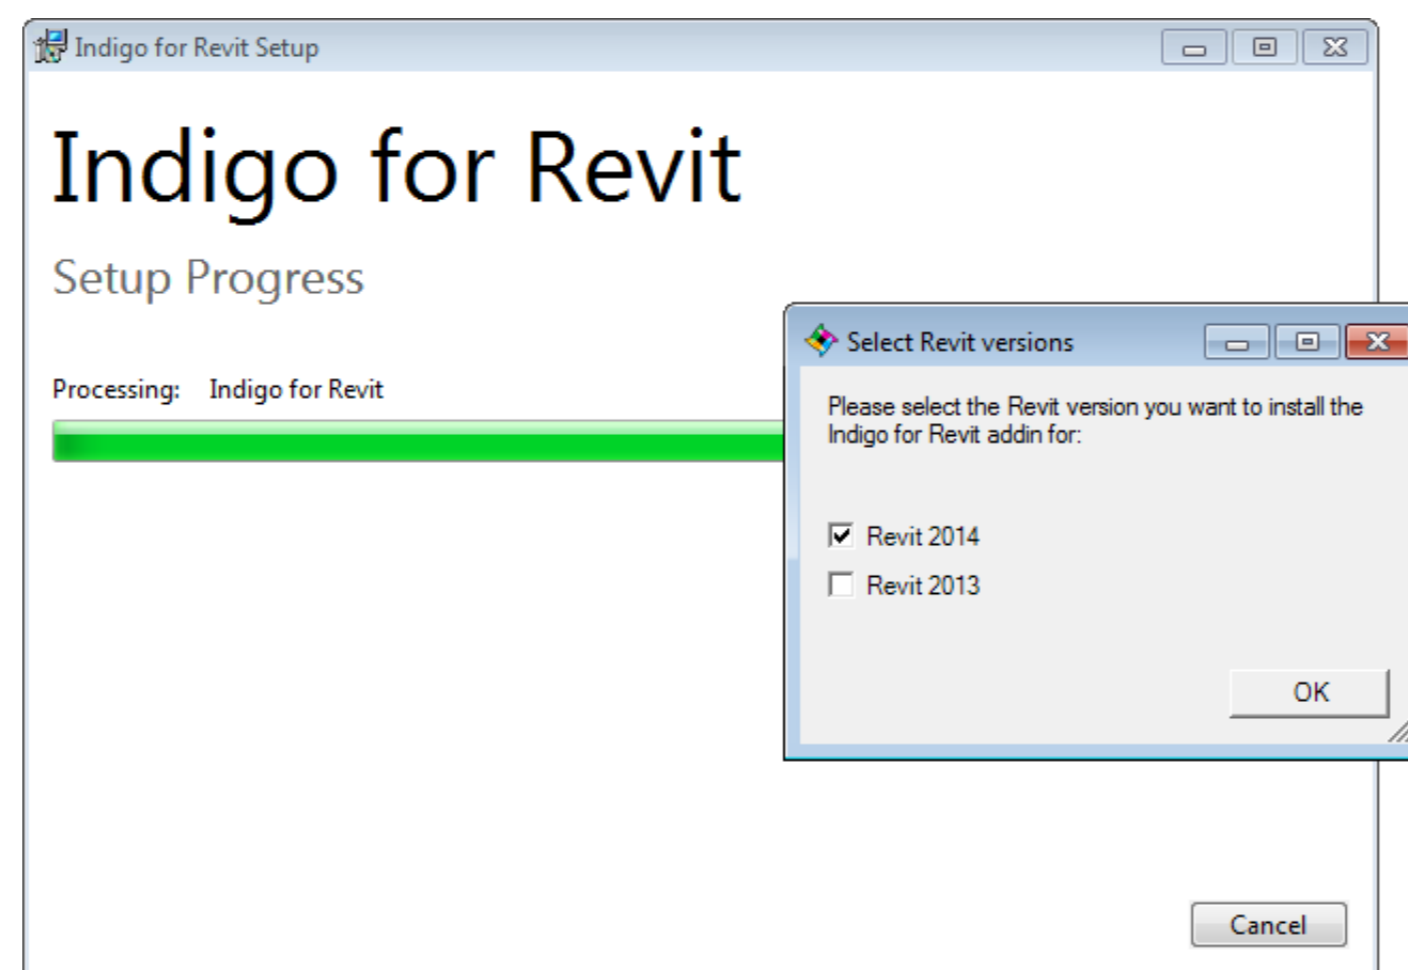 Indigo for Revit Setup
Indigo for Revit
Setup Progress
Processing: Indigo for Revit
Select Revit versions
Please select the Revit version you want to install the
Indigo for Revit addin for:
Revit 2014
Revit 2013
OK
Cancel